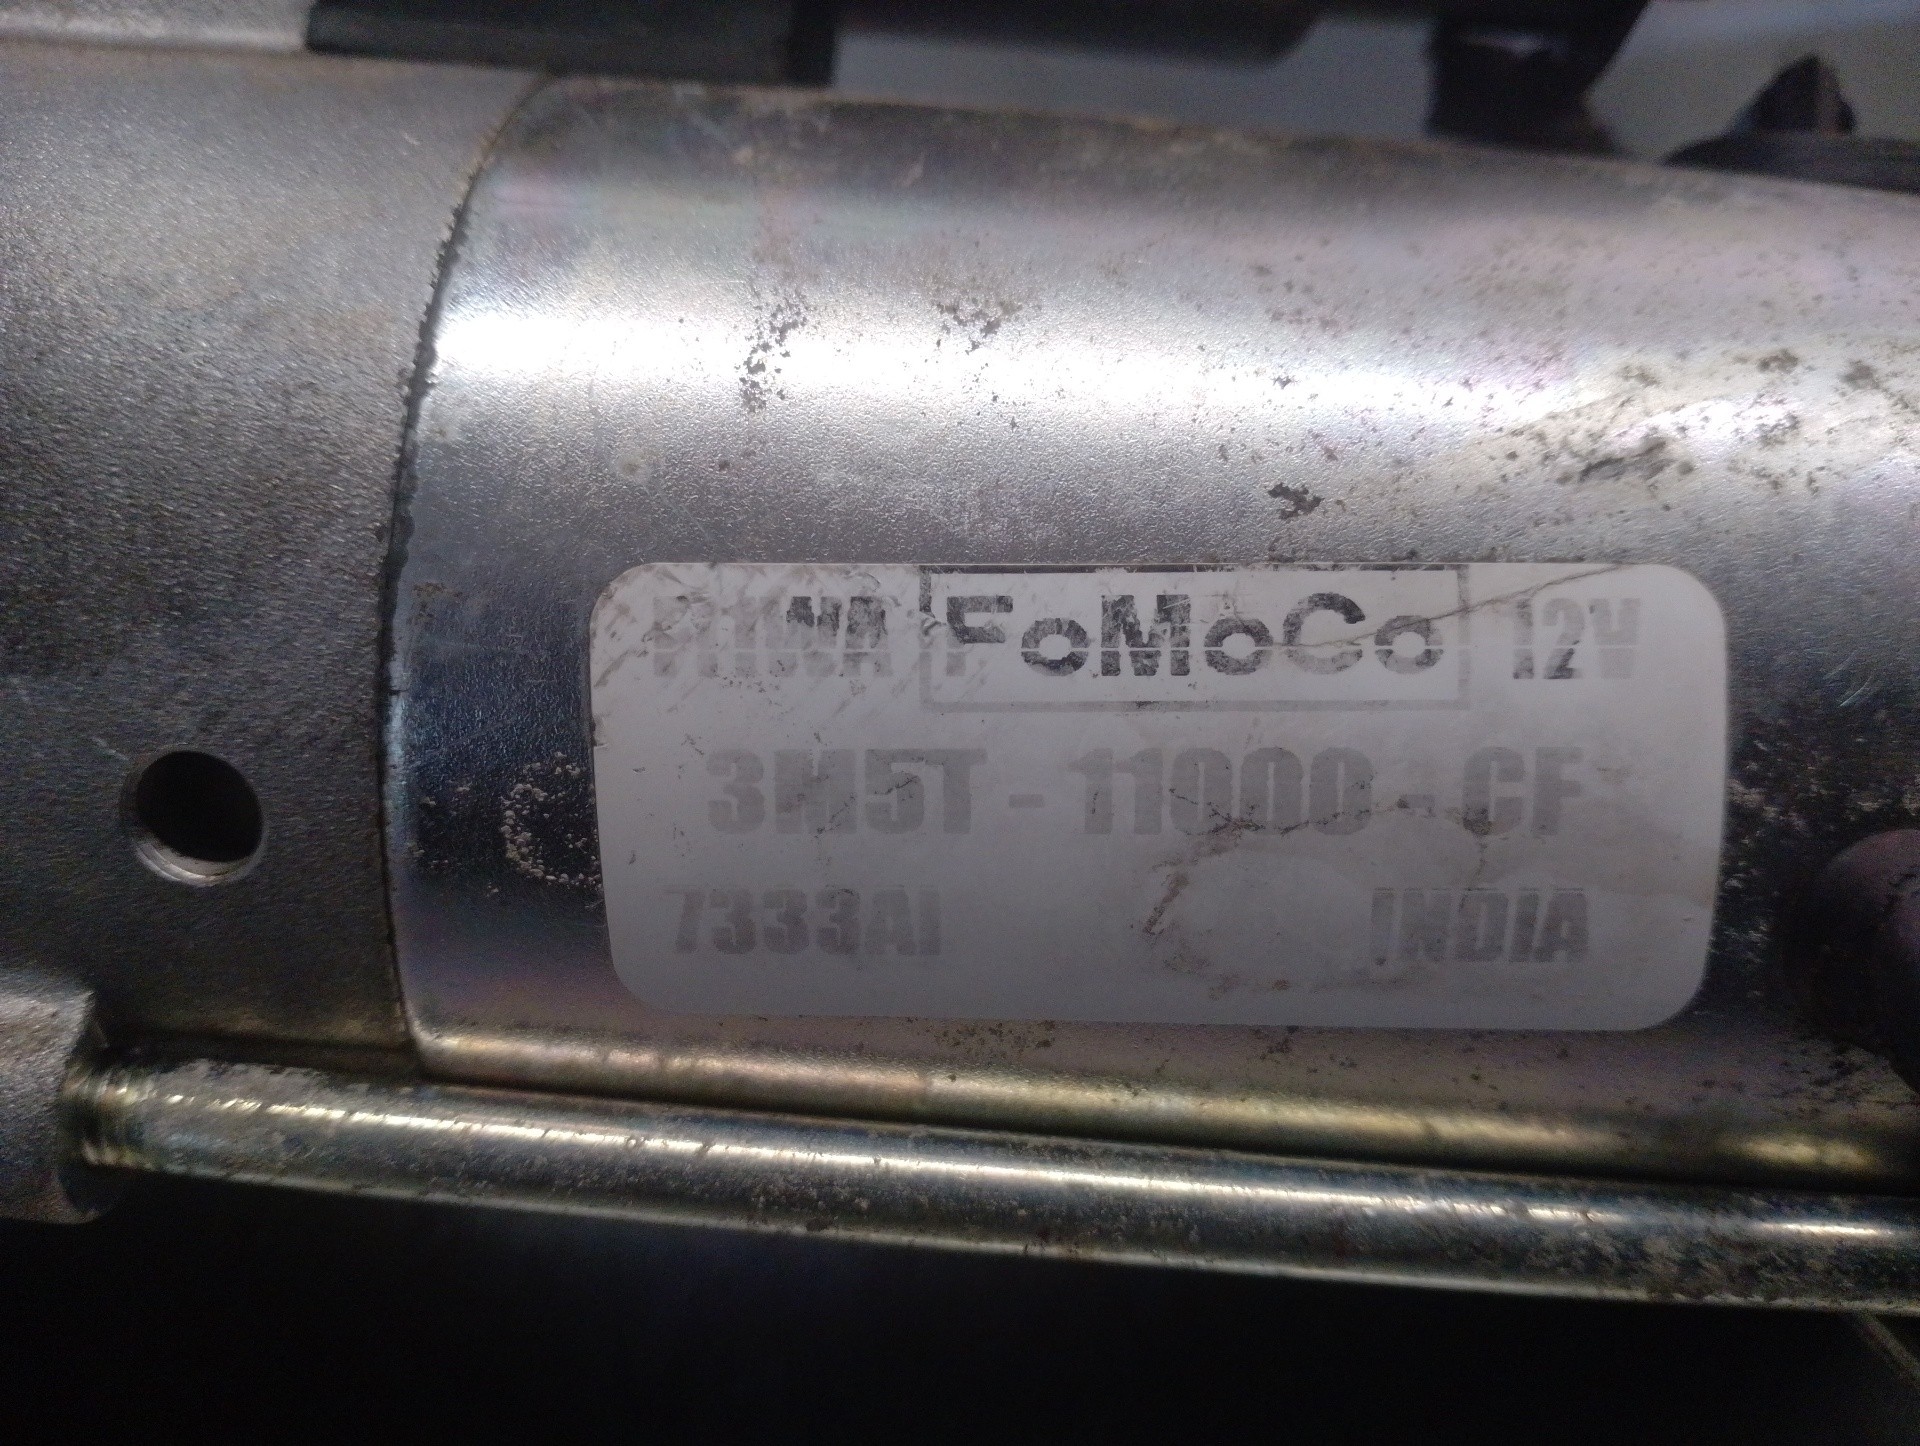 FoMoCo 12V
3M5T-11000-CF
7333AI INDIA